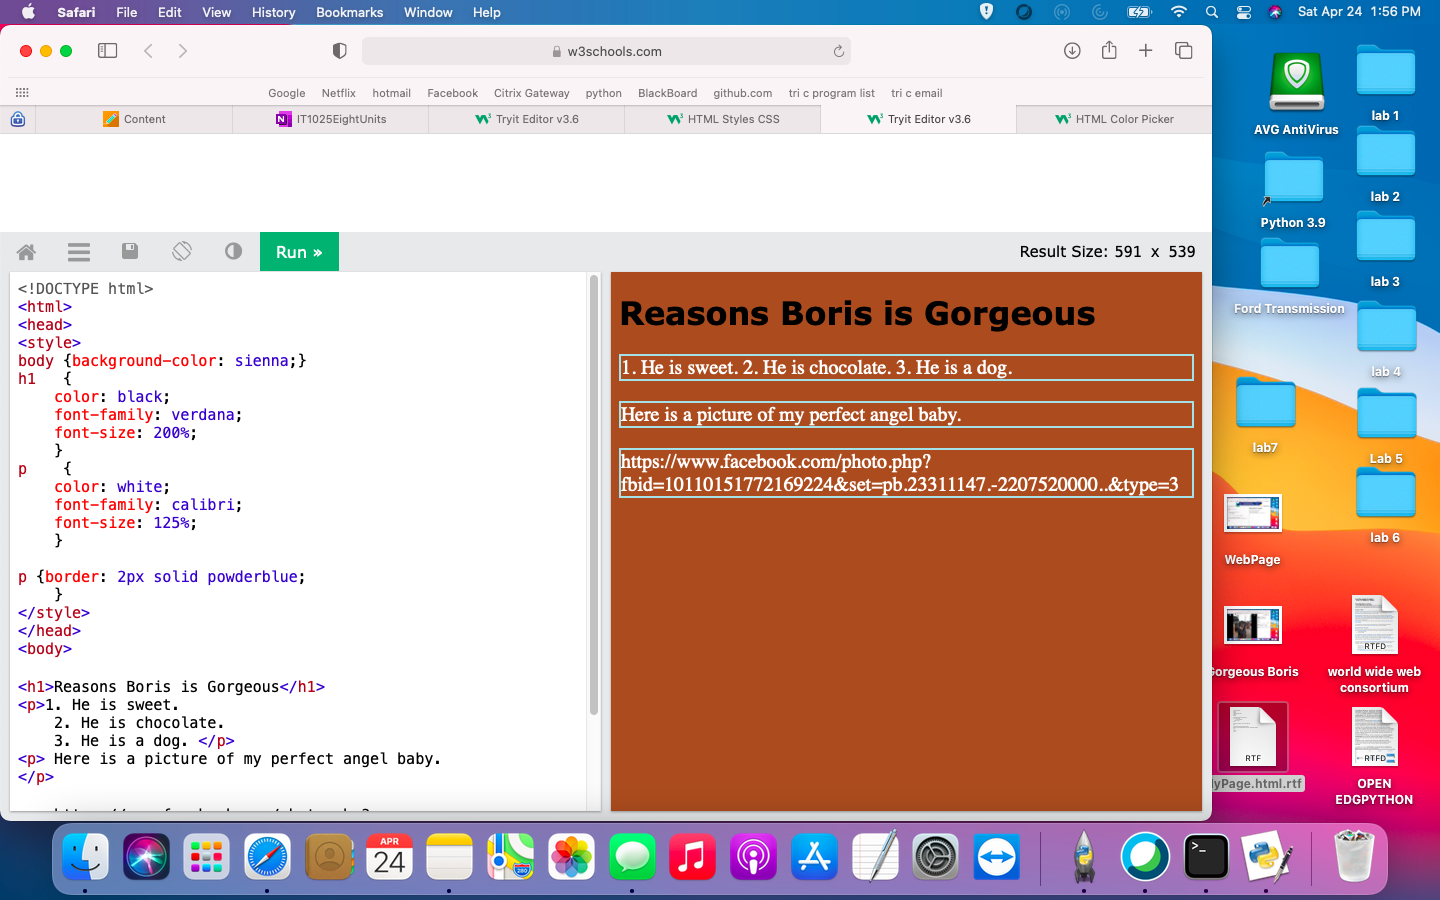 Safari File Edit View History Bookmarks Window Help Sat Apr 24 1:56 PM
w3schools.com
Google Netflix hotmail Facebook Citrix Gateway python BlackBoard github.com tri c program list tri c email
Content IT1025EightUnits Tryit Editor v3.6 HTML Styles CSS Tryit Editor v3.6 HTML Color Picker
Run » Result Size: 591 x 539
<!DOCTYPE html>
<html>
<head>
<style>
body {background-color: sienna;}
h1 {
color: black;
font-family: verdana;
font-size: 200%;
}
p {
color: white;
font-family: calibri;
font-size: 125%;
}
p {border: 2px solid powderblue;
}
</style>
</head>
<body>
<h1>Reasons Boris is Gorgeous</h1>
<p>1. He is sweet.
2. He is chocolate.
3. He is a dog. </p>
<p> Here is a picture of my perfect angel baby.
</p>
Reasons Boris is Gorgeous
1. He is sweet. 2. He is chocolate. 3. He is a dog.
Here is a picture of my perfect angel baby.
https://www.facebook.com/photo.php?
fbid=10110151772169224&set=pb.23311147.-2207520000..&type=3
AVG AntiVirus
lab 1
Python 3.9
lab 2
Ford Transmission
lab 3
lab 4
lab7
Lab 5
WebPage
lab 6
Gorgeous Boris
RTFD
world wide web
consortium
RTF
yPage.html.rtf
RTFD
OPEN
EDGPYTHON
APR
24
280
>_